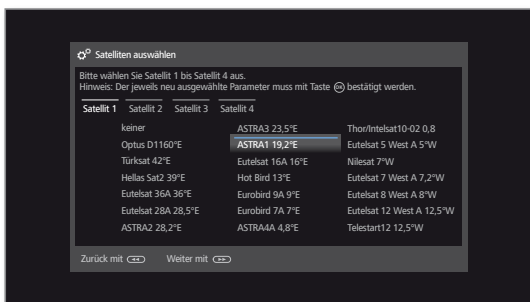 Satelliten auswählen
Bitte wählen Sie Satellit 1 bis Satellit 4 aus.
Hinweis: Der jeweils neu ausgewählte Parameter muss mit Taste OK bestätigt werden.
Satellit 1 Satellit 2 Satellit 3 Satellit 4
keiner ASTRA3 23,5°E Thor/Intelsat10-02 0,8
Optus D1160°E ASTRA1 19,2°E Eutelsat 5 West A 5°W
Türksat 42°E Eutelsat 16A 16°E Nilesat 7°W
Hellas Sat2 39°E Hot Bird 13°E Eutelsat 7 West A 7,2°W
Eutelsat 36A 36°E Eurobird 9A 9°E Eutelsat 8 West A 8°W
Eutelsat 28A 28,5°E Eurobird 7A 7°E Eutelsat 12 West A 12,5°W
ASTRA2 28,2°E ASTRA4A 4,8°E Telestart12 12,5°W
Zurück mit Weiter mit